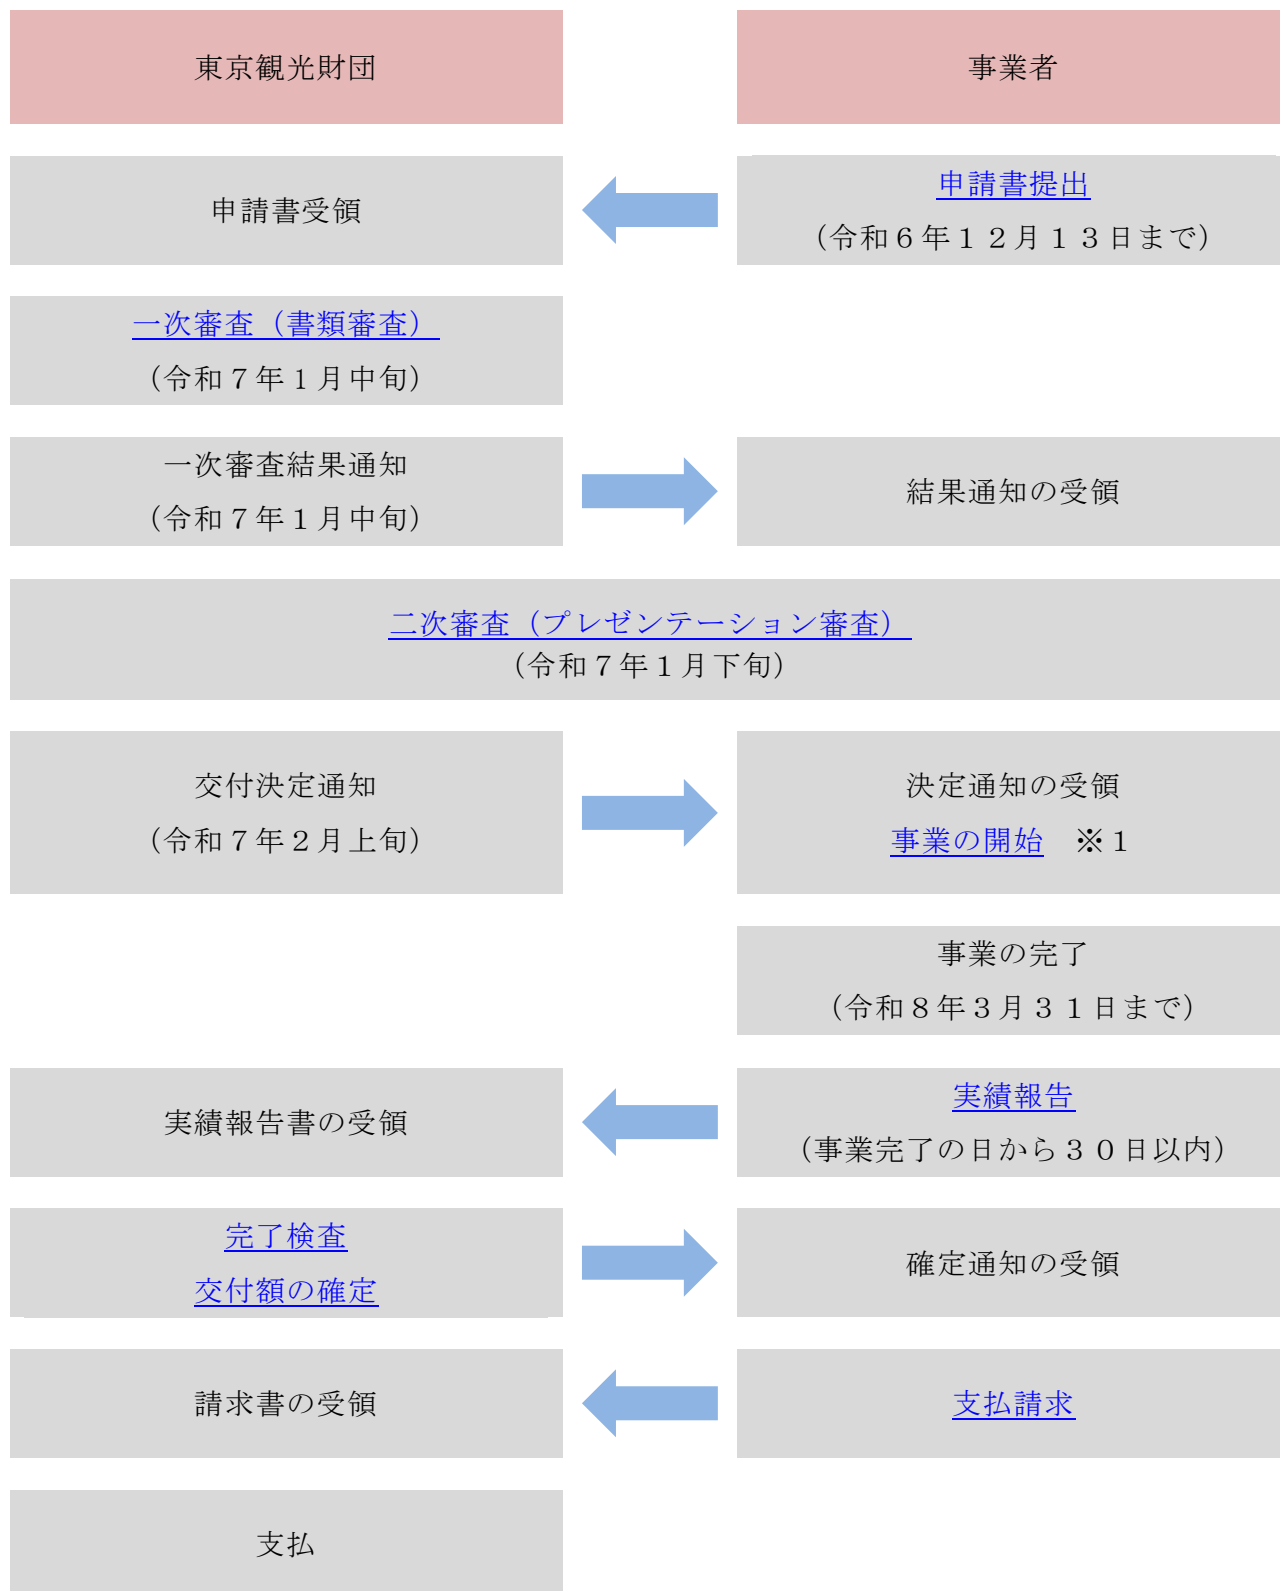 東京観光財団
事業者
申請書受領
申請書提出
（令和６年１２月１３日まで）
一次審査（書類審査）
（令和７年１月中旬）
一次審査結果通知
（令和７年１月中旬）
結果通知の受領
二次審査（プレゼンテーション審査）
（令和７年１月下旬）
交付決定通知
（令和７年２月上旬）
決定通知の受領
事業の開始　※１
事業の完了
（令和８年３月３１日まで）
実績報告書の受領
実績報告
（事業完了の日から３０日以内）
完了検査
交付額の確定
確定通知の受領
請求書の受領
支払請求
支払